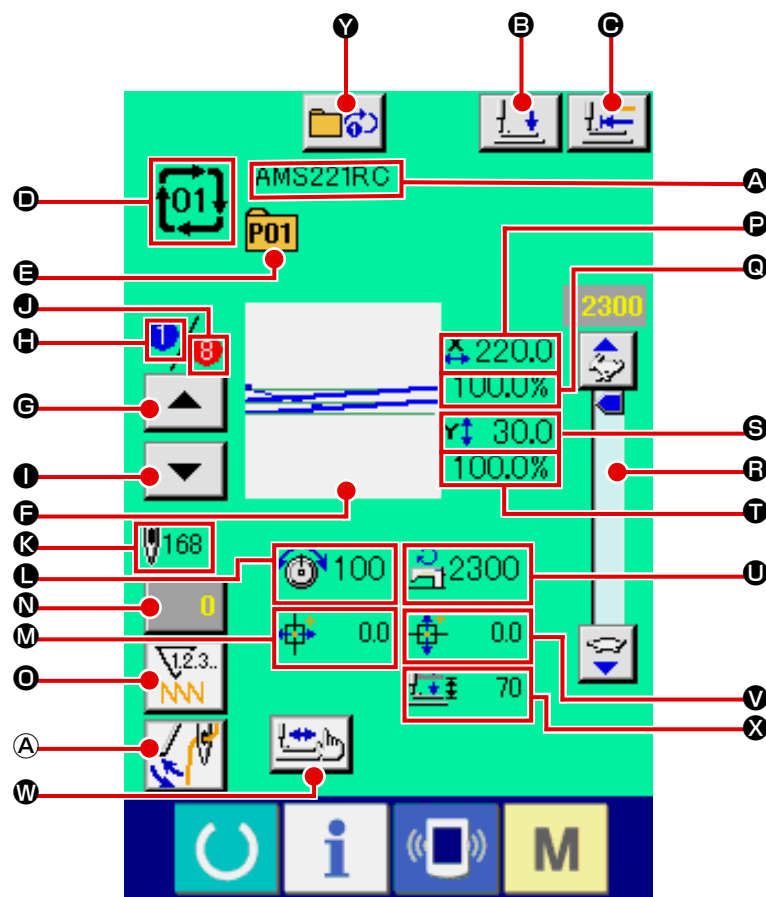 Y B C
AMS221RC A
D 01
P01
E
P
Q
J 2300
H 1/8 X 220.0
100.0%
G
Y 30.0 S
I 100.0% R
F T
K 168
L 100 2300 U
N 0
M 0.0 0.0
O 1.2.3.. V
70 X
A
W
i M